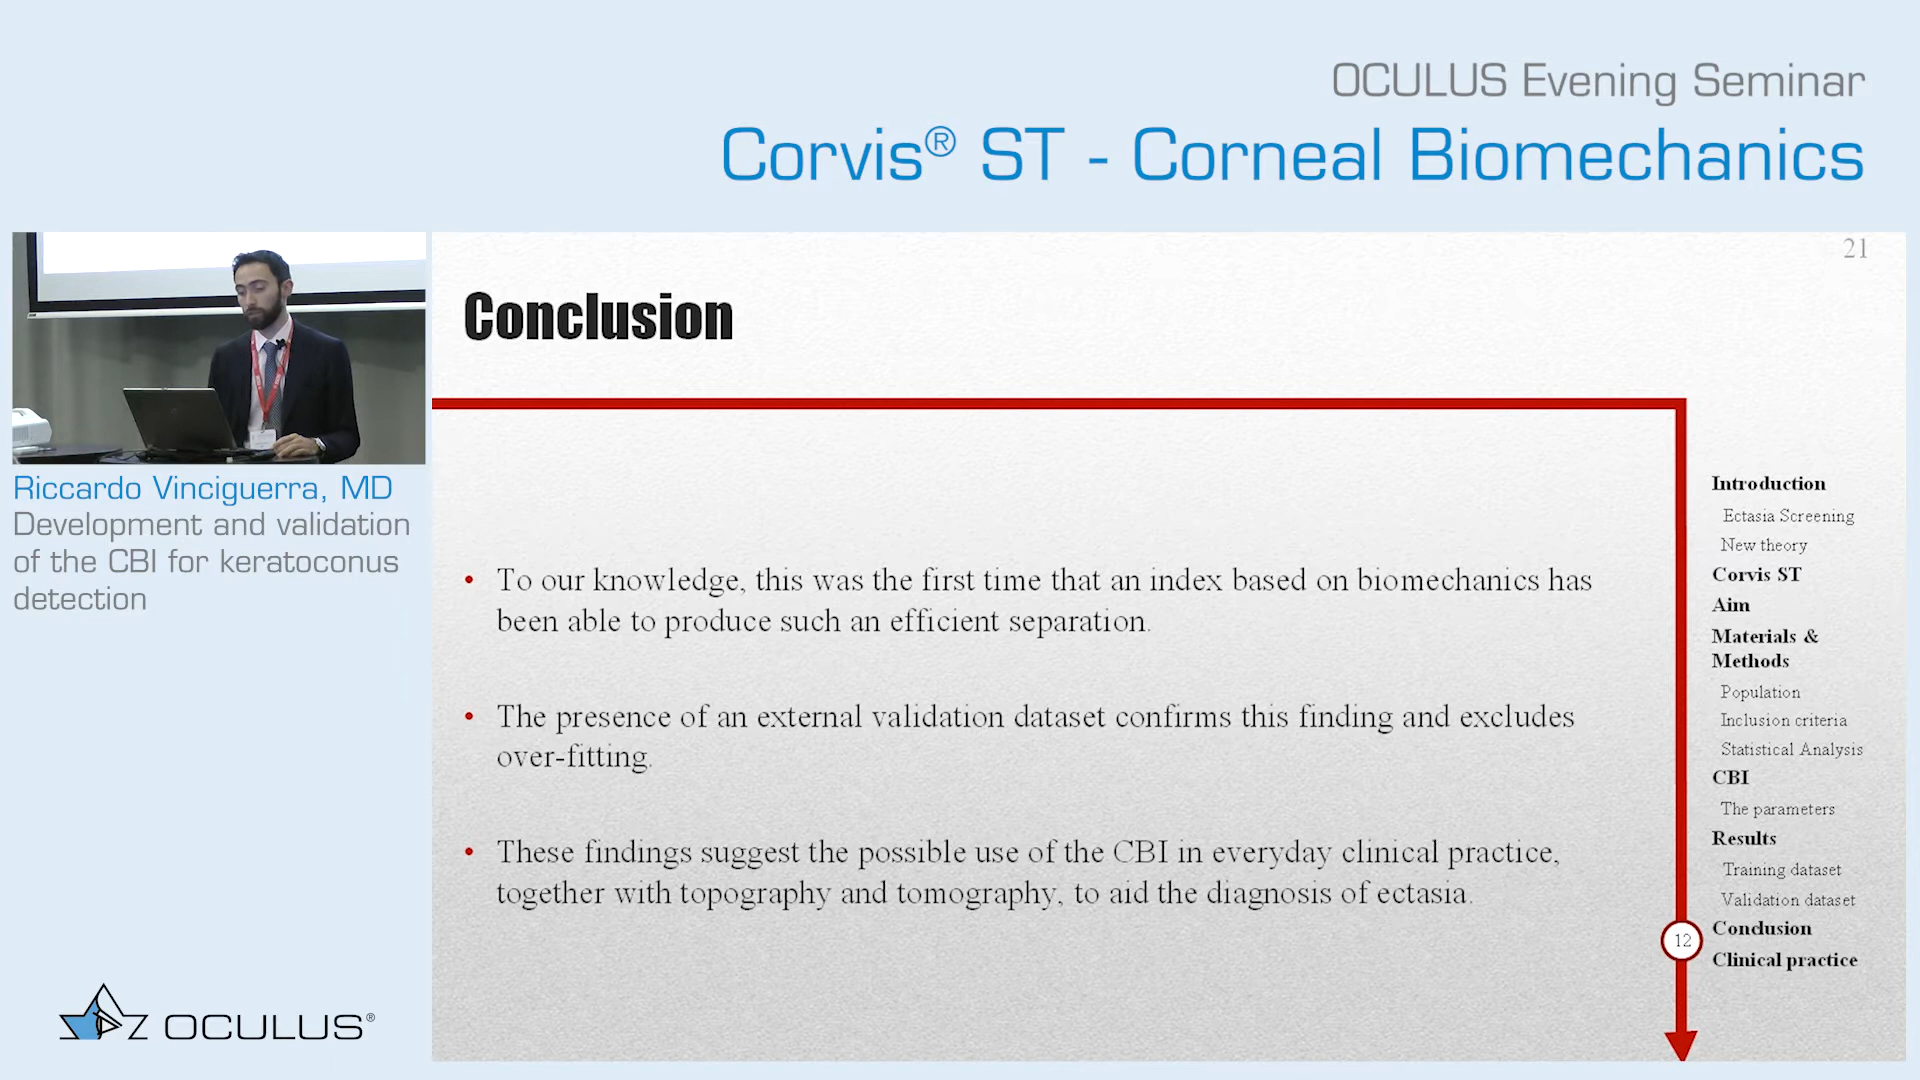 OCULUS Evening Seminar
Corvis® ST - Corneal Biomechanics
Riccardo Vinciguerra, MD
Development and validation
of the CBI for keratoconus
detection
OCULUS®
21
Conclusion
• To our knowledge, this was the first time that an index based on biomechanics has
been able to produce such an efficient separation.
• The presence of an external validation dataset confirms this finding and excludes
over-fitting.
• These findings suggest the possible use of the CBI in everyday clinical practice,
together with topography and tomography, to aid the diagnosis of ectasia.
Introduction
Ectasia Screening
New theory
Corvis ST
Aim
Materials &
Methods
Population
Inclusion criteria
Statistical Analysis
CBI
The parameters
Results
Training dataset
Validation dataset
Conclusion
12
Clinical practice